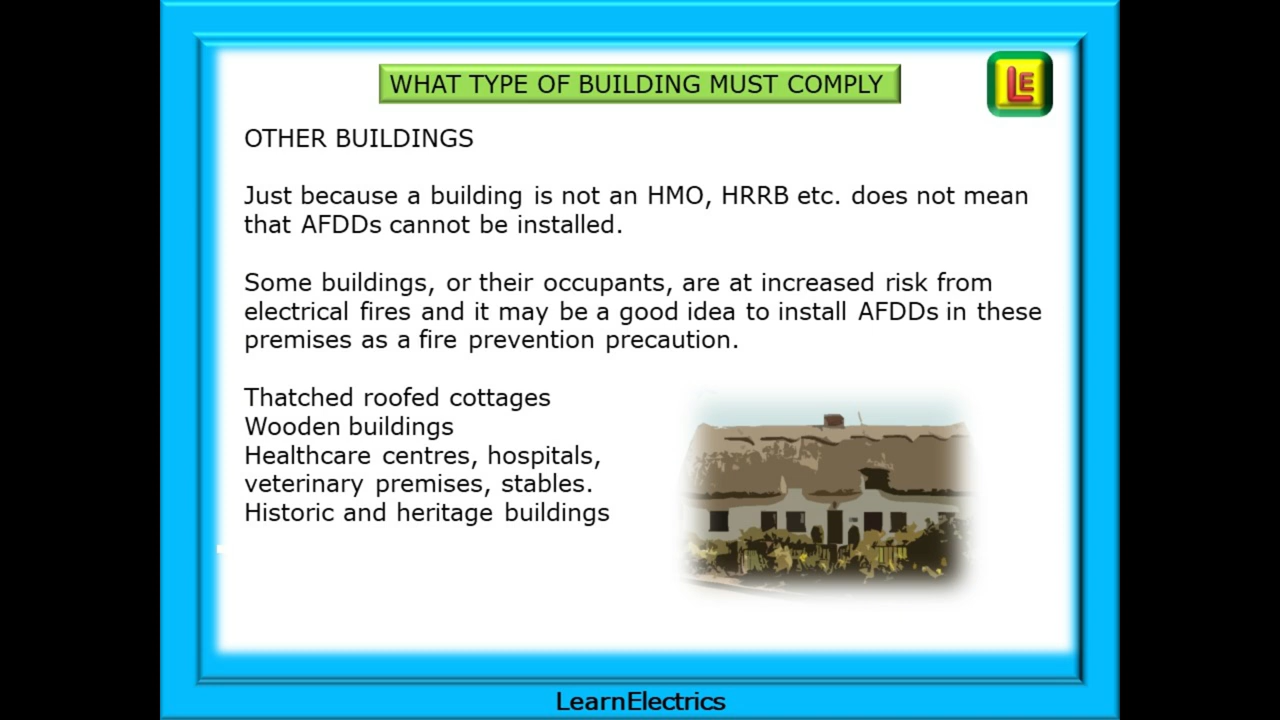 WHAT TYPE OF BUILDING MUST COMPLY
LE
OTHER BUILDINGS
Just because a building is not an HMO, HRRB etc. does not mean
that AFDDs cannot be installed.
Some buildings, or their occupants, are at increased risk from
electrical fires and it may be a good idea to install AFDDs in these
premises as a fire prevention precaution.
Thatched roofed cottages
Wooden buildings
Healthcare centres, hospitals,
veterinary premises, stables.
Historic and heritage buildings
LearnElectrics